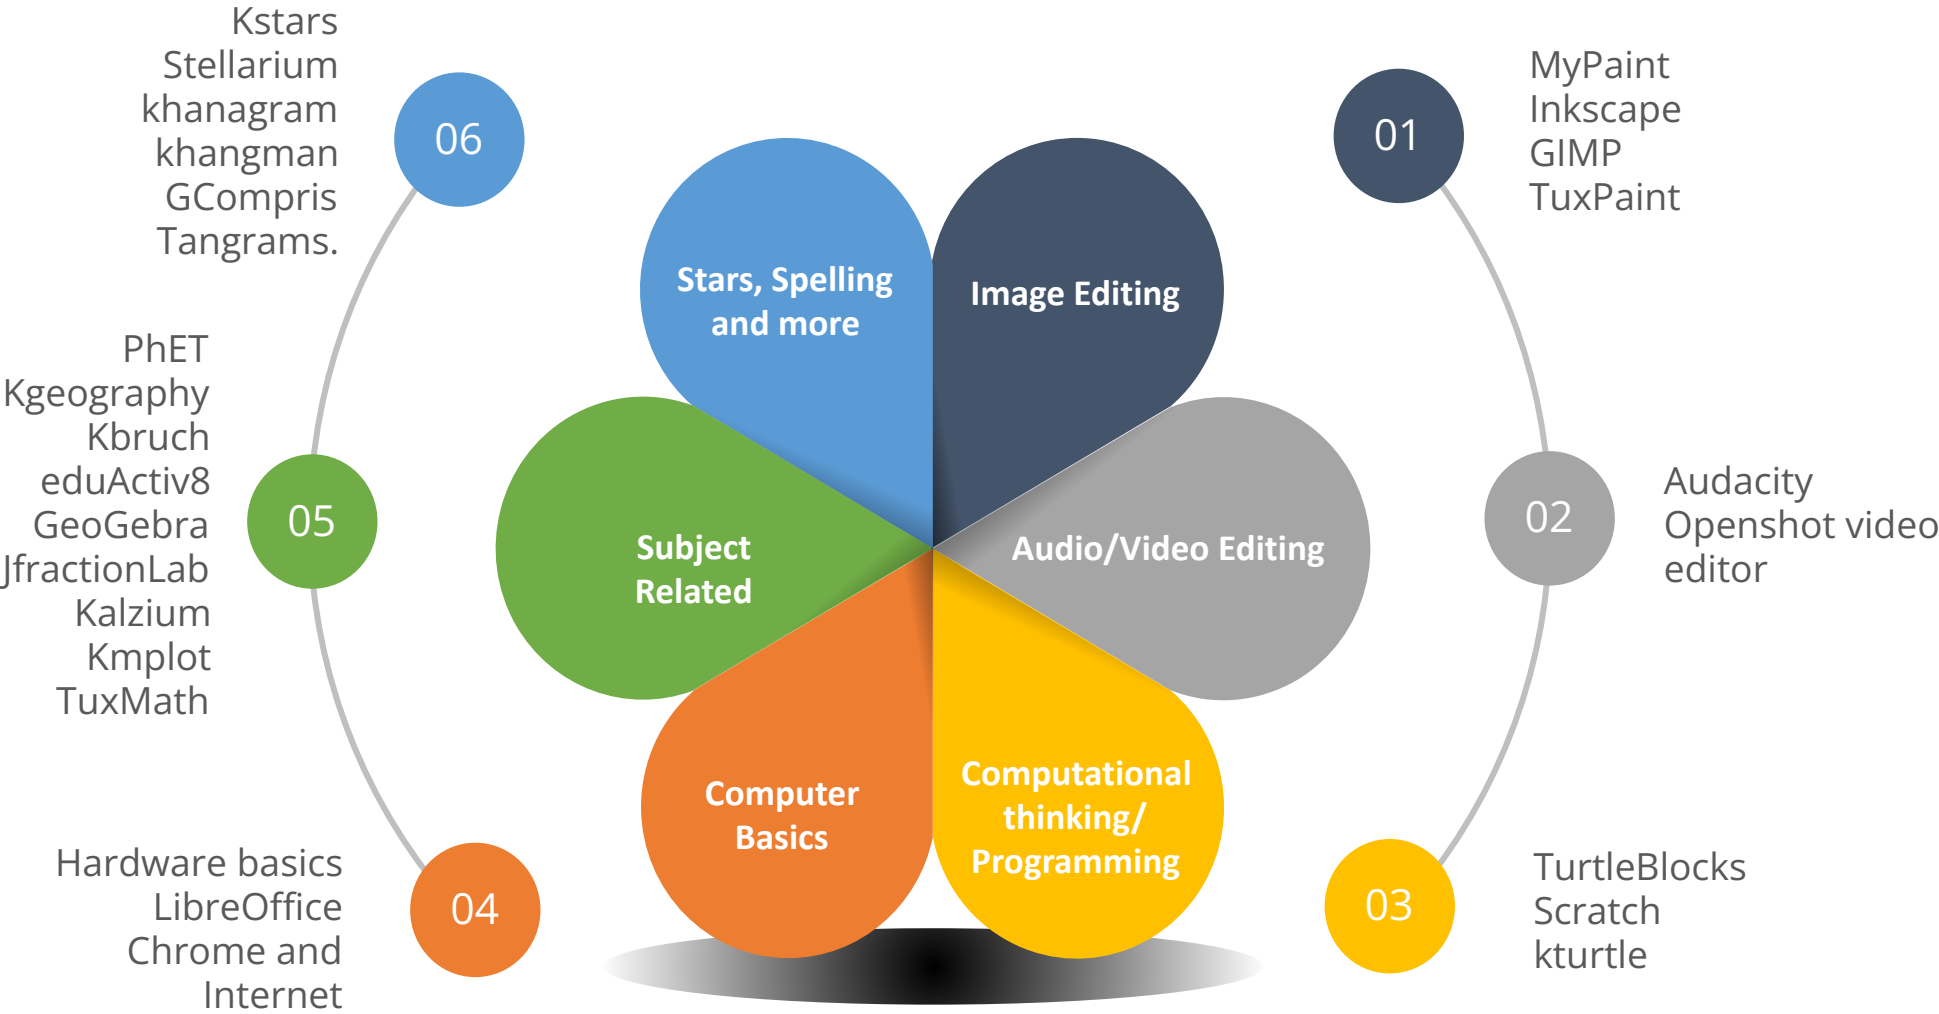 Kstars
Stellarium
khanagram
khangman
GCompris
Tangrams.
06
01
MyPaint
Inkscape
GIMP
TuxPaint
Stars, Spelling
and more
Image Editing
PhET
Kgeography
Kbruch
eduActiv8
GeoGebra
JfractionLab
Kalzium
Kmplot
TuxMath
05
Subject
Related
Audio/Video Editing
02
Audacity
Openshot video
editor
Computer
Basics
Computational
thinking/
Programming
Hardware basics
LibreOffice
Chrome and
Internet
04
03
TurtleBlocks
Scratch
kturtle